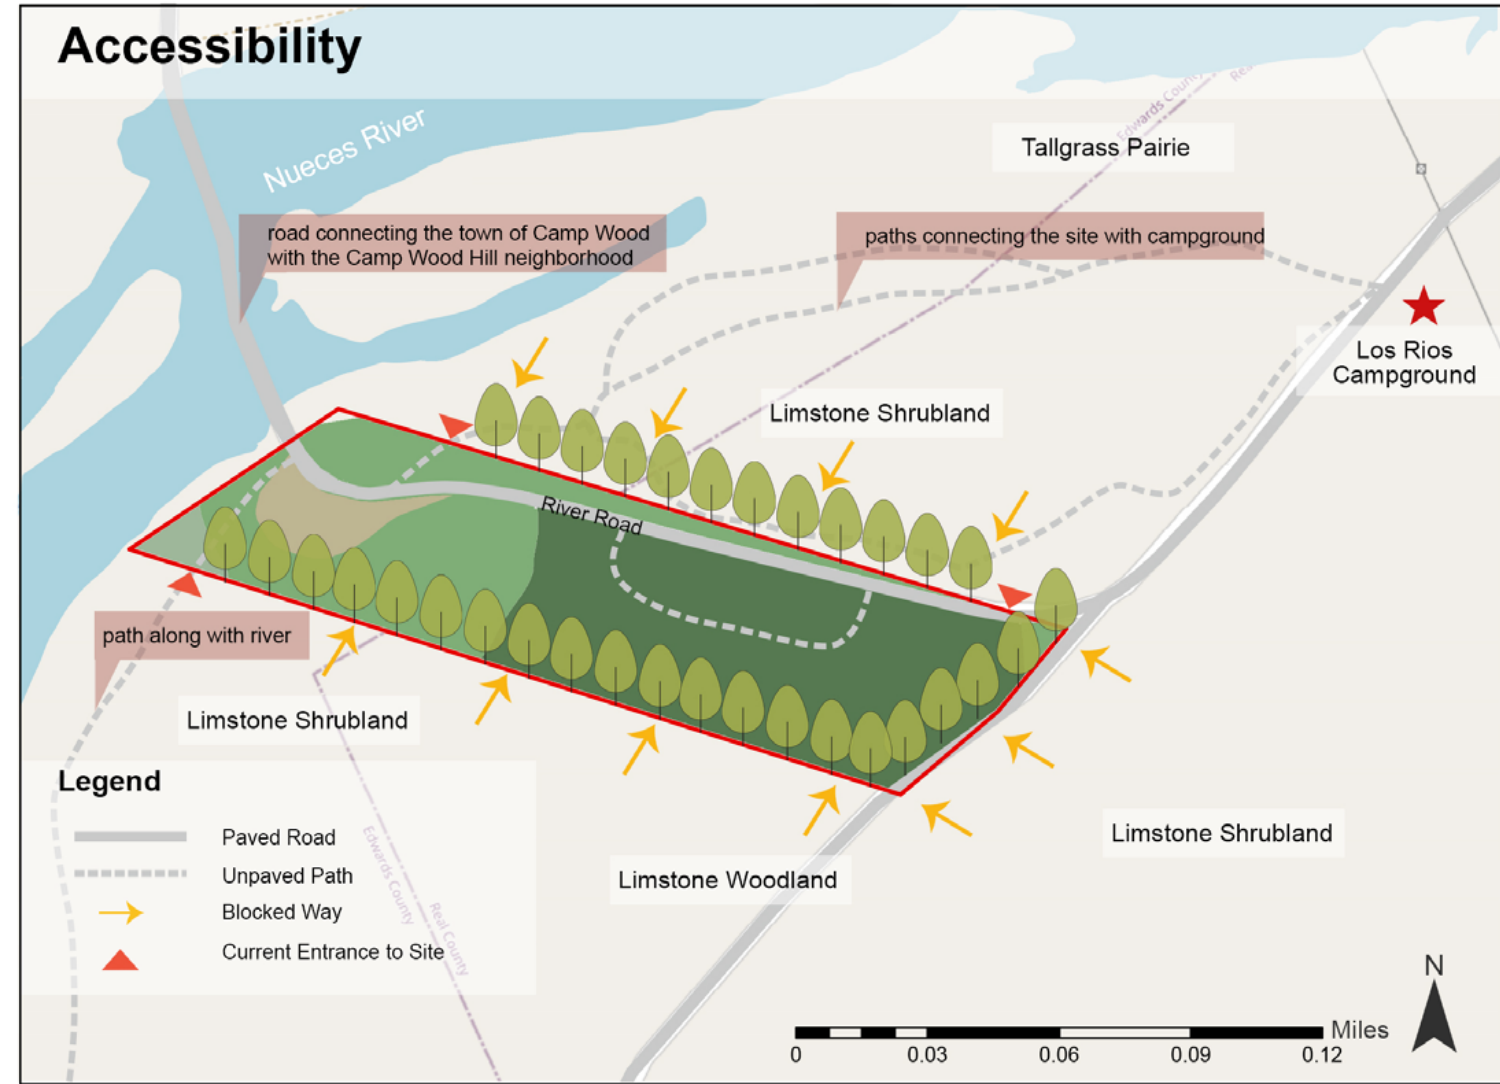 Accessibility
Nueces River
Edwards County
Rea
Tallgrass Pairie
road connecting the town of Camp Wood
with the Camp Wood Hill neighborhood
paths connecting the site with campground
Los Rios
Campground
Limstone Shrubland
River Road
path along with river
Limstone Shrubland
Legend
Paved Road
Unpaved Path
Blocked Way
Current Entrance to Site
Edwards County
Real County
Limstone Woodland
Limstone Shrubland
N
Miles
0 0.03 0.06 0.09 0.12